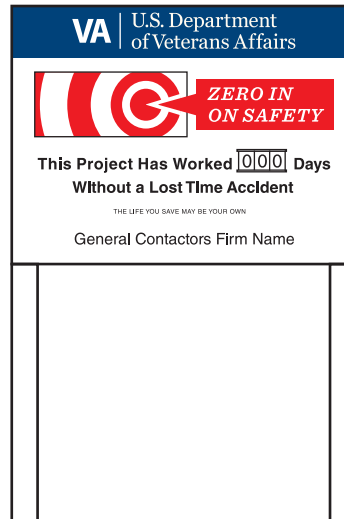 VA
U.S. Department
of Veterans Affairs
ZERO IN
ON SAFETY
This Project Has Worked 000 Days
Without a Lost Time Accident
THE LIFE YOU SAVE MAY BE YOUR OWN
General Contactors Firm Name